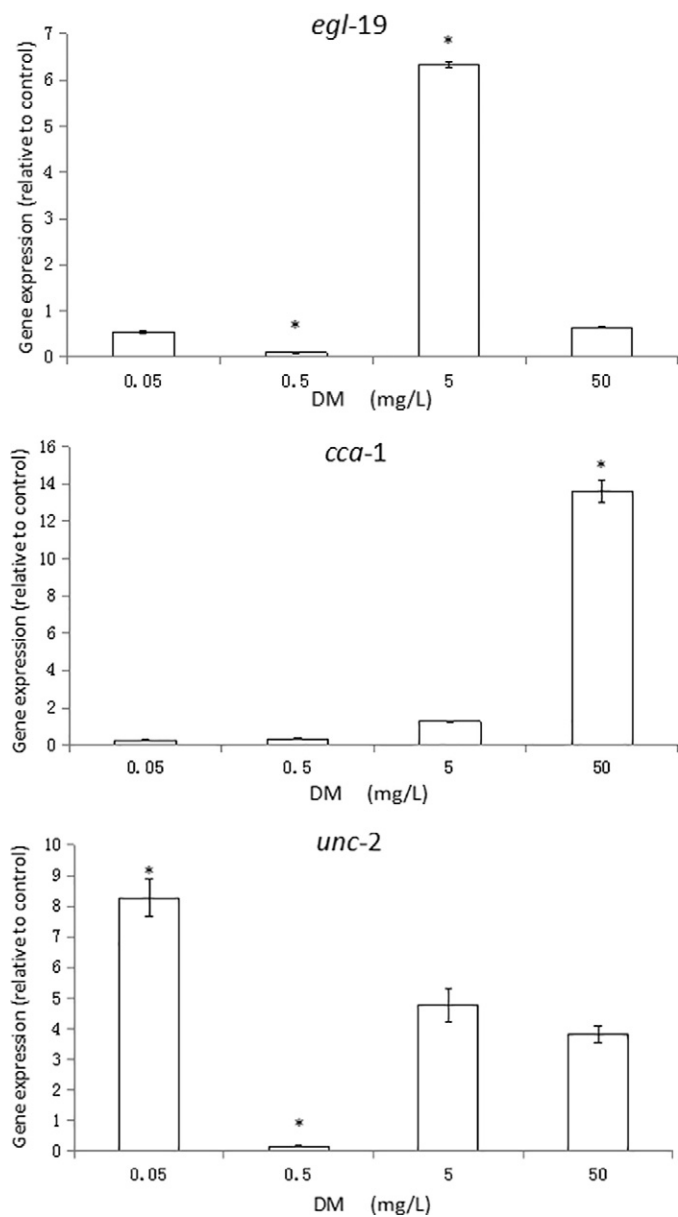 egl-19
Gene expression (relative to control)
7
6
5
4
3
2
1
0
*
*
0.05 0.5 5 50
DM (mg/L)
cca-1
Gene expression (relative to control)
16
14
12
10
8
6
4
2
0
*
0.05 0.5 5 50
DM (mg/L)
unc-2
Gene expression (relative to control)
10
9
8
7
6
5
4
3
2
1
0
*
*
0.05 0.5 5 50
DM (mg/L)